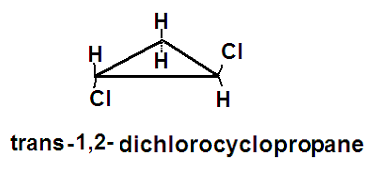 H
H Cl
H
Cl H
trans-1,2- dichlorocyclopropane